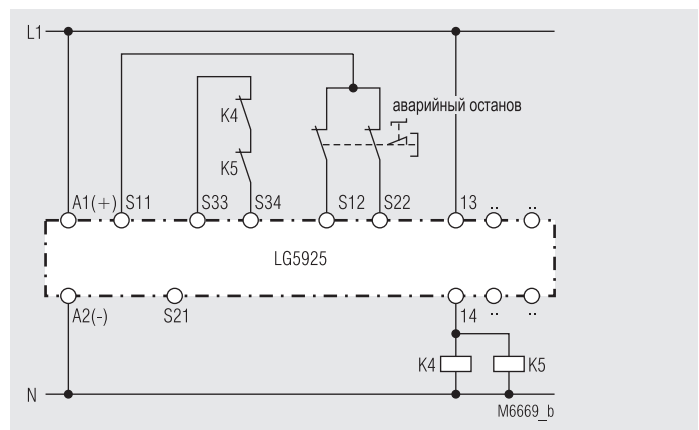 L1
аварийный останов
K4
K5
A1(+) S11 S33 S34 S12 S22 13 .. ..
LG5925
A2(-) S21 14 .. ..
K4 K5
N
M6669_b